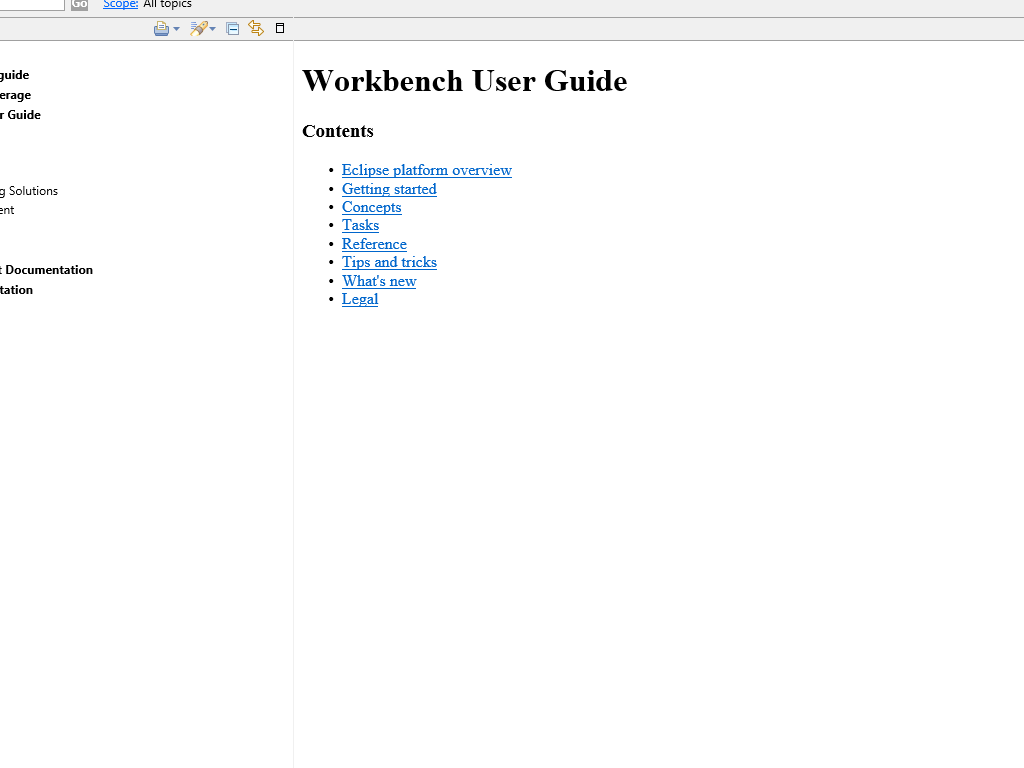 Go Scope: All topics
guide
erage
r Guide
g Solutions
ent
t Documentation
tation
Workbench User Guide
Contents
• Eclipse platform overview
• Getting started
• Concepts
• Tasks
• Reference
• Tips and tricks
• What's new
• Legal